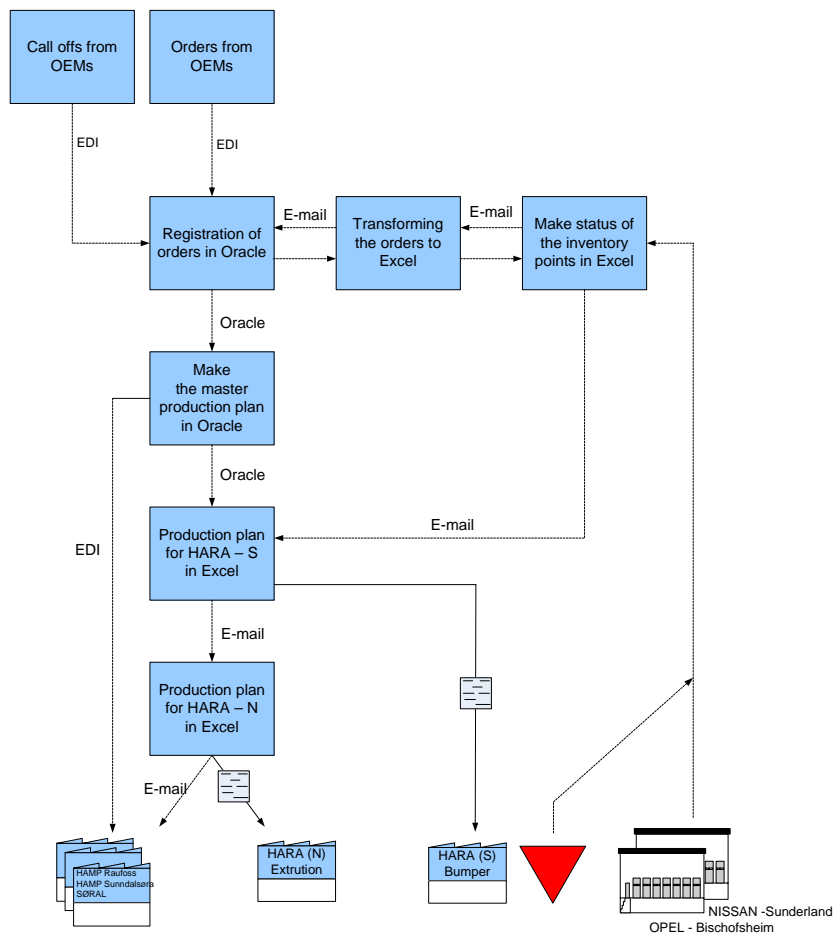 Call offs from
OEMs
Orders from
OEMs
EDI
EDI
Registration of
orders in Oracle
E-mail
Transforming
the orders to
Excel
E-mail
Make status of
the inventory
points in Excel
Oracle
Make
the master
production plan
in Oracle
Oracle
E-mail
EDI
Production plan
for HARA – S
in Excel
E-mail
Production plan
for HARA – N
in Excel
E-mail
HAMP Raufoss
HAMP Sunndalsøra
SØRAL
HARA (N)
Extrution
HARA (S)
Bumper
NISSAN -Sunderland
OPEL - Bischofsheim